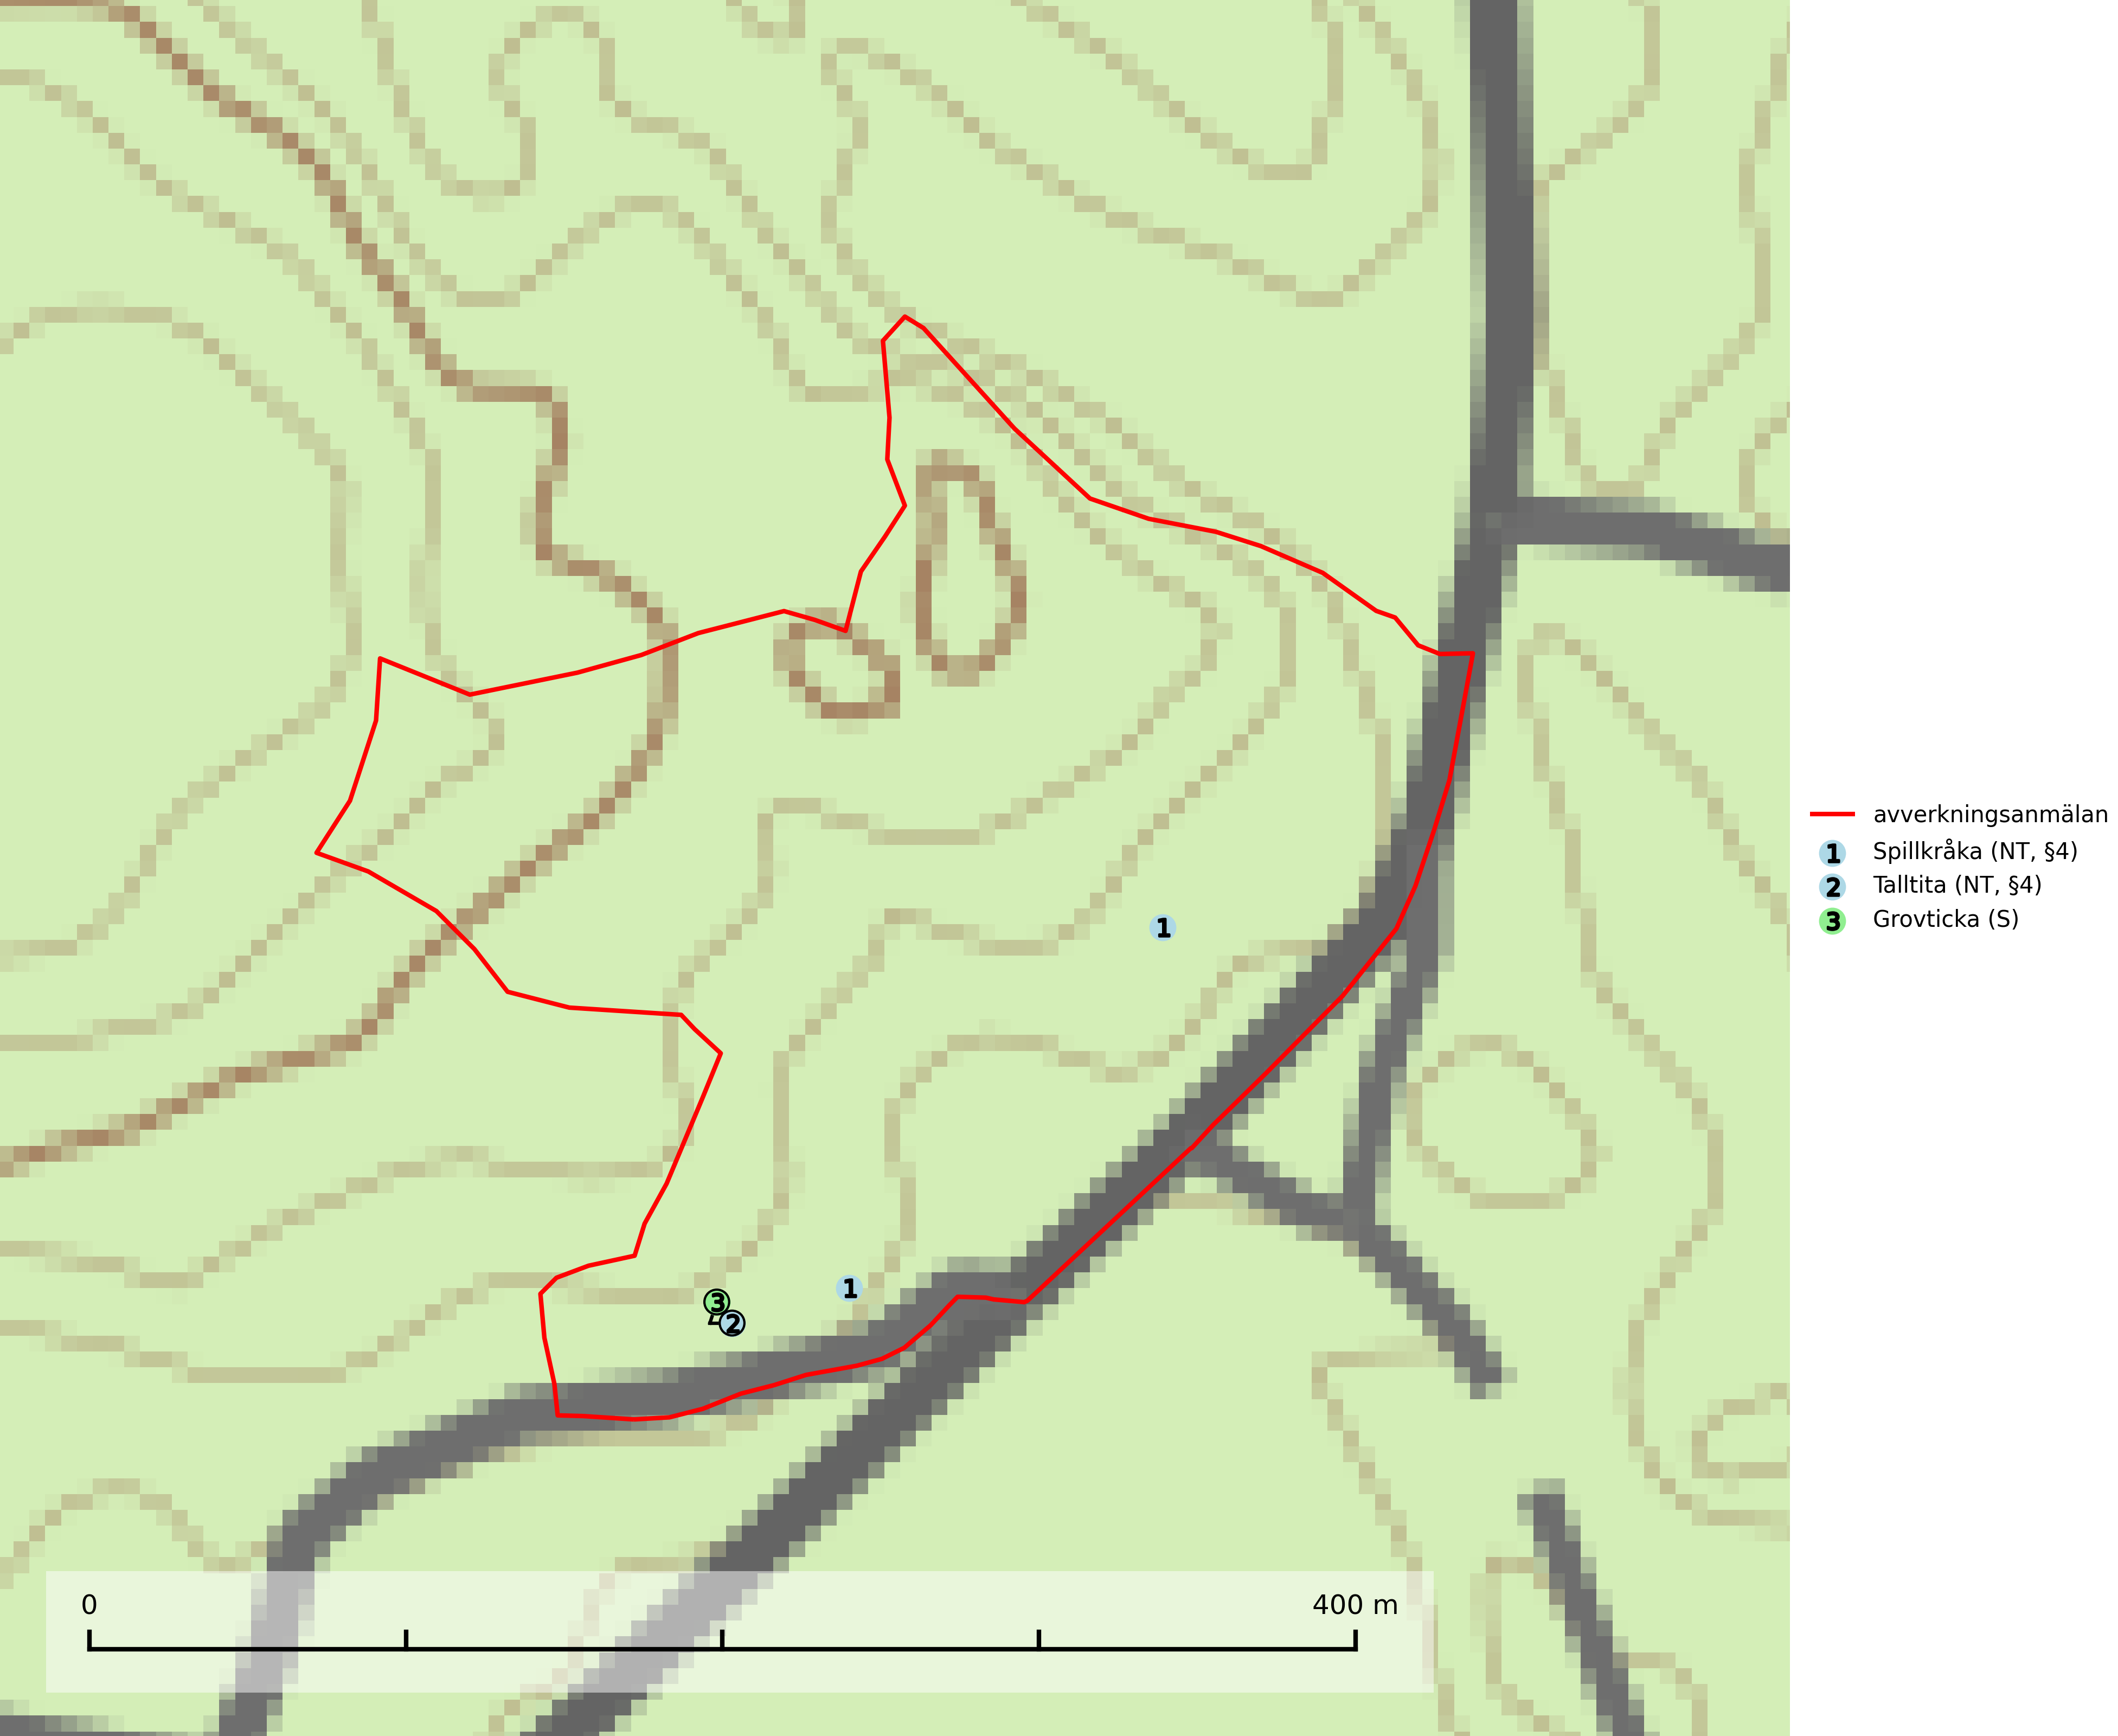 avverkningsanmälan
1 Spillkråka (NT, §4)
2 Talltita (NT, §4)
3 Grovticka (S)
1
1
3
2
0
400 m